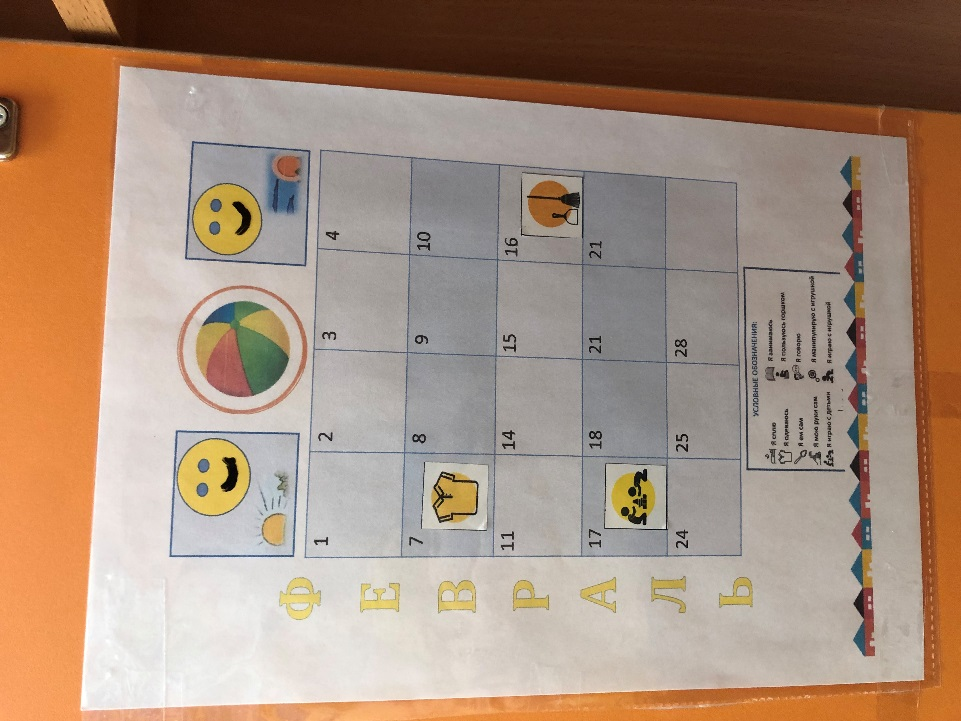 Ф
Е
В
Р
А
Л
Ь
1 2 3 4
7 8 9 10
11 14 15 16
17 18 21 21
24 25 28
УСЛОВНЫЕ ОБОЗНАЧЕНИЯ:
Я сплю Я занимаюсь
Я одеваюсь Я пользуюсь горшком
Я ем сам Я говорю
Я мою руки сам Я манипулирую с игрушкой
Я играю с детьми Я играю с игрушкой